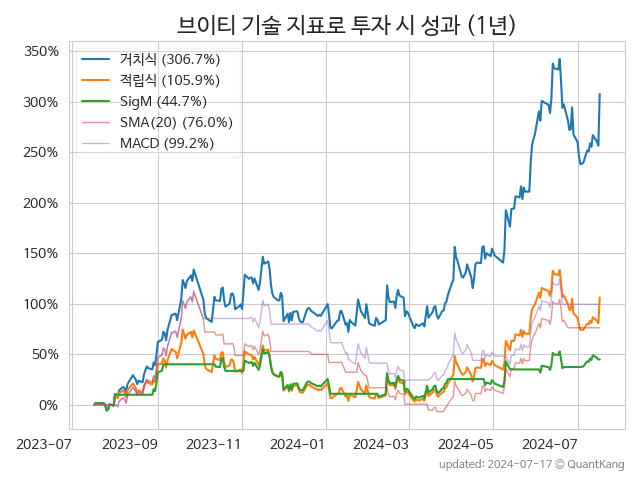 브이티 기술 지표로 투자 시 성과 (1년)
350%
300%
250%
200%
150%
100%
50%
0%
거치식 (306.7%)
적립식 (105.9%)
SigM (44.7%)
SMA(20) (76.0%)
MACD (99.2%)
2023-07 2023-09 2023-11 2024-01 2024-03 2024-05 2024-07
updated: 2024-07-17 ⓒ QuantKang